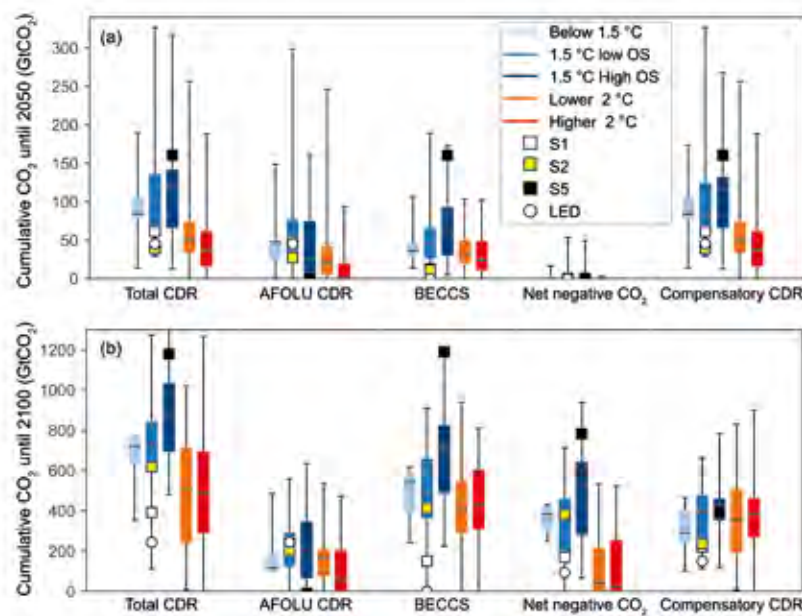 (a)
Cumulative CO₂ until 2050 (GtCO₂)
300
250
200
150
100
50
0
Below 1.5 °C
1.5 °C low OS
1.5 °C High OS
Lower 2 °C
Higher 2 °C
S1
S2
S5
LED
Total CDR AFOLU CDR BECCS Net negative CO₂ Compensatory CDR
(b)
Cumulative CO₂ until 2100 (GtCO₂)
1200
1000
800
600
400
200
0
Total CDR AFOLU CDR BECCS Net negative CO₂ Compensatory CDR